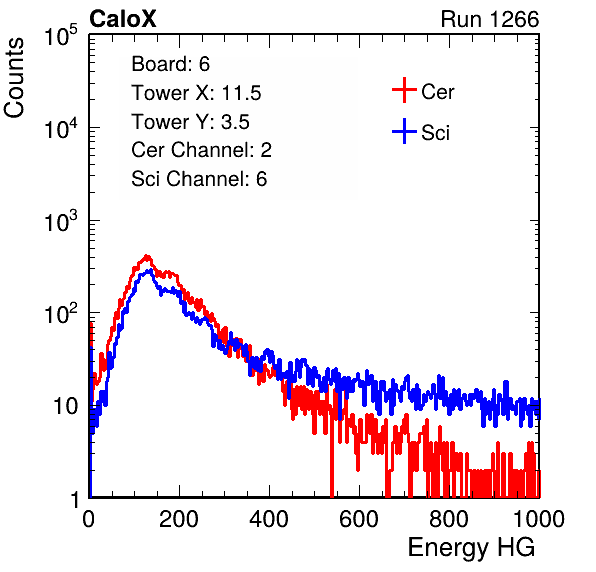 CaloX Run 1266
Counts
10^5
10^4
10^3
10^2
10
1
Board: 6
Tower X: 11.5
Tower Y: 3.5
Cer Channel: 2
Sci Channel: 6
Cer
Sci
0 200 400 600 800 1000
Energy HG